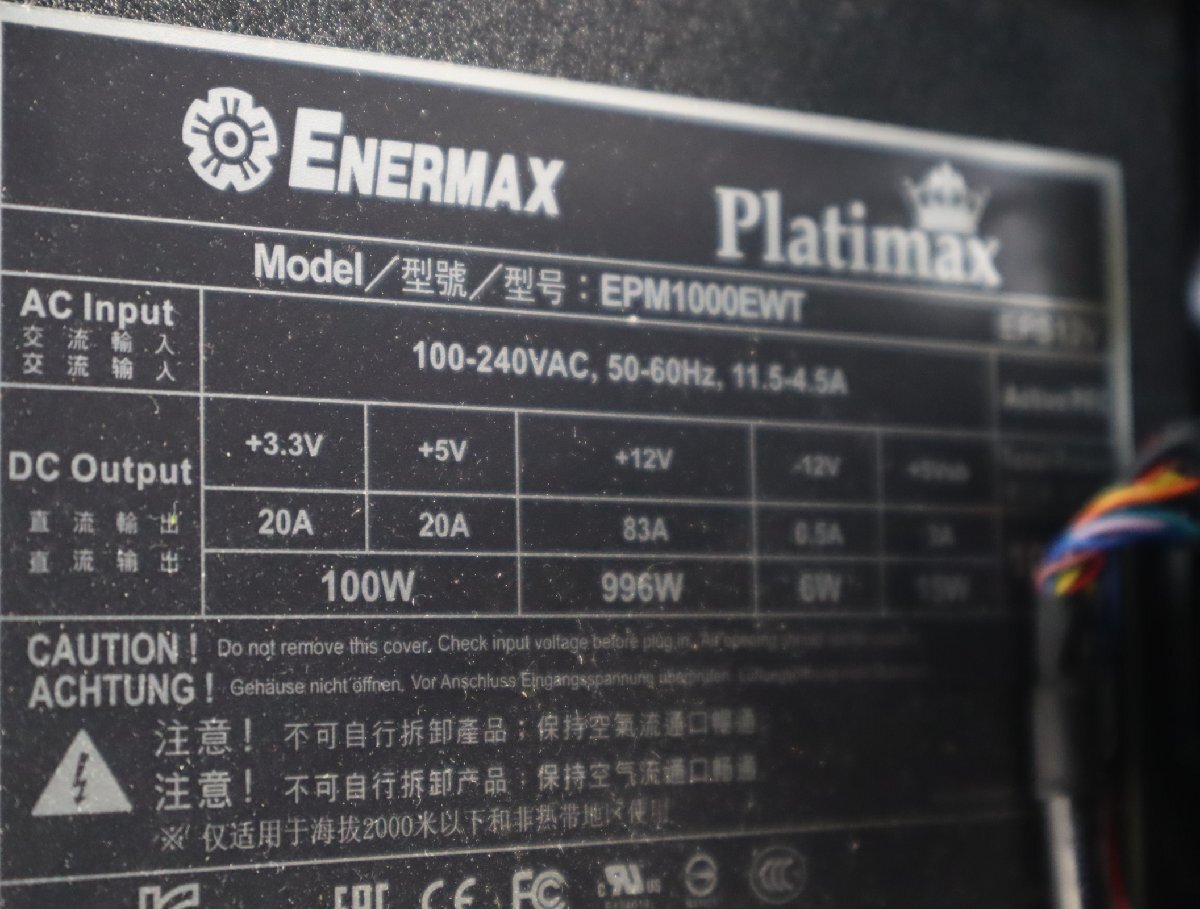 ENERMAX
Platimax
Model/型號/型号：EPM1000EWT
AC Input
交流輸入
交流输入
100-240VAC, 50-60Hz, 11.5-4.5A
DC Output
直流輸出
直流输出
+3.3V +5V +12V -12V +5Vsb
20A 20A 83A 0.5A 3A
100W 996W 6W 15W
CAUTION! Do not remove this cover. Check input voltage before plug in.
ACHTUNG! Gehäuse nicht öffnen. Vor Anschluss Eingangsspannung überprüfen.
注意! 不可自行拆卸產品；保持空氣流通口暢通
注意! 不可自行拆卸产品；保持空气流通口畅通
※ 仅适用于海拔2000米以下和非热带地区使用
EAC CE FC